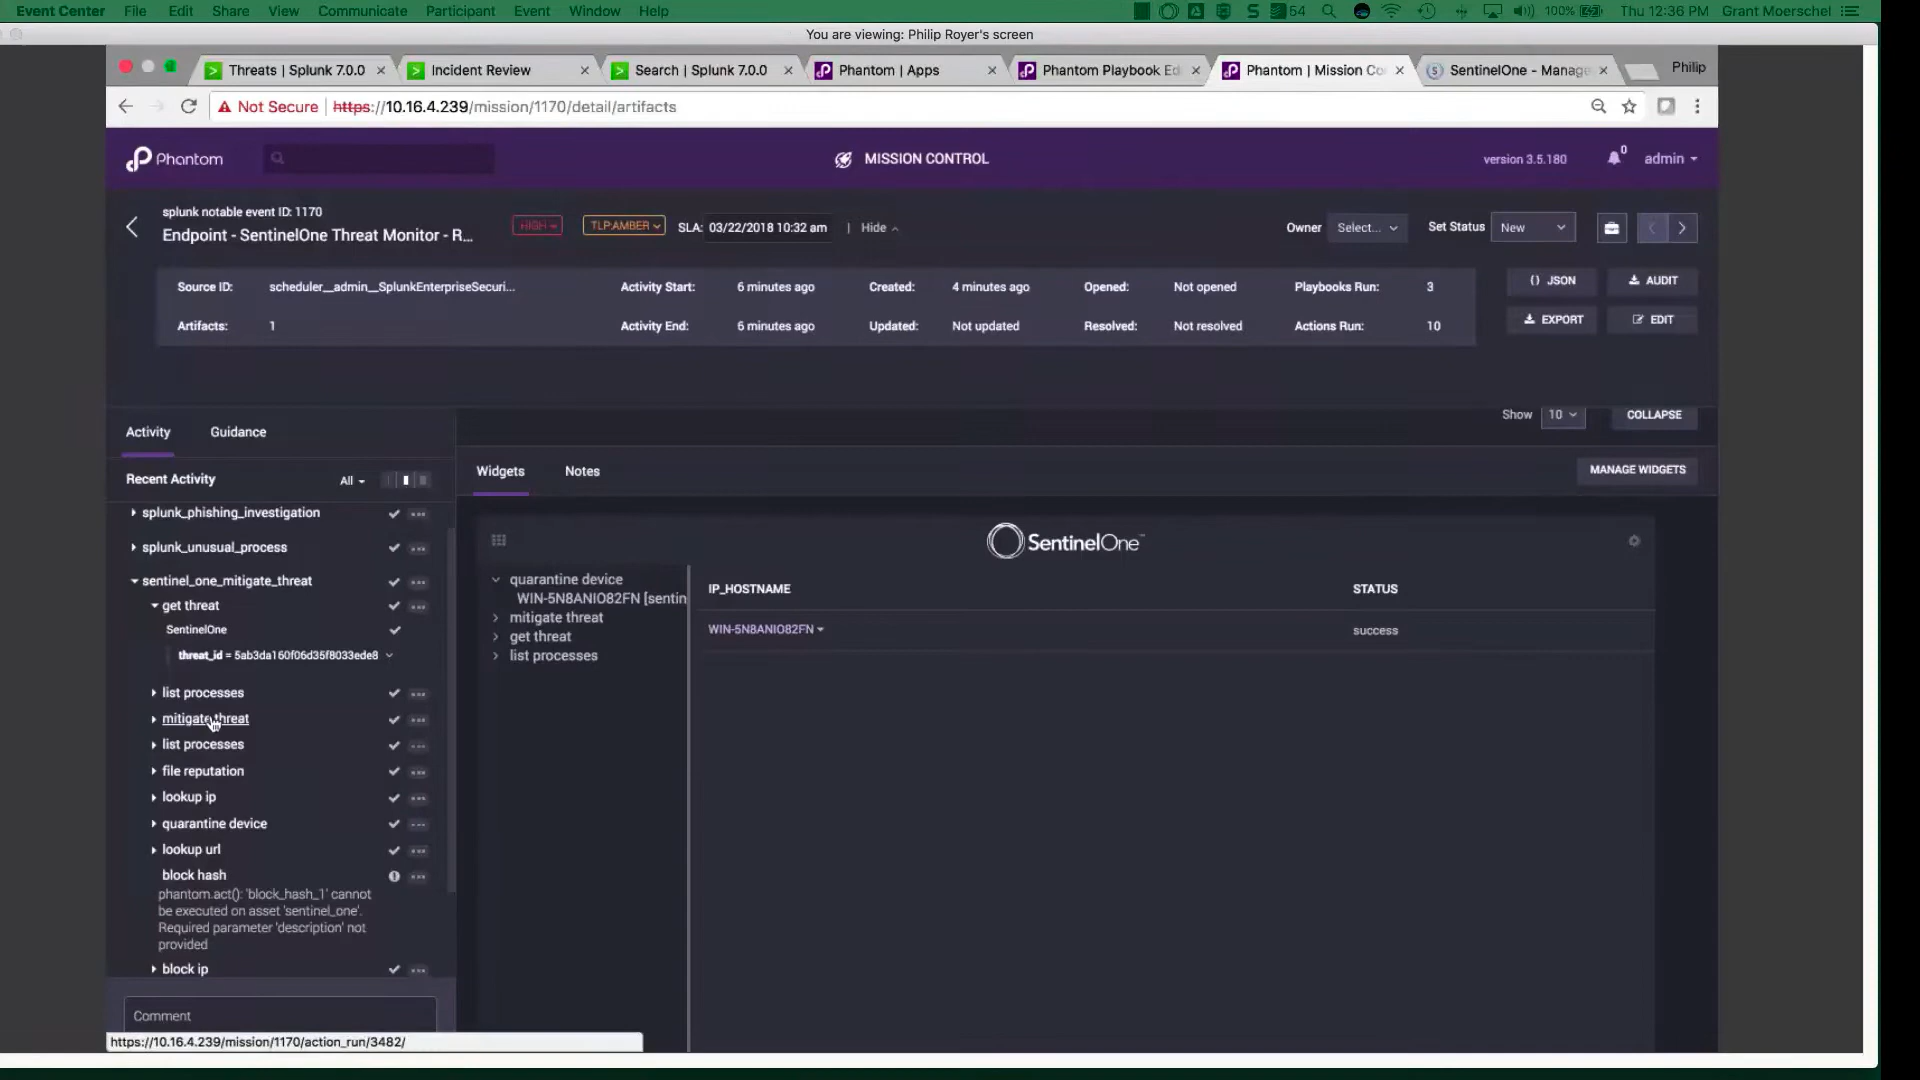 Event Center File Edit Share View Communicate Participant Event Window Help 54 100% Thu 12:36 PM Grant Moerschel
You are viewing: Philip Royer's screen
Threats | Splunk 7.0.0 Incident Review Search | Splunk 7.0.0 Phantom | Apps Phantom Playbook Ed Phantom | Mission Co SentinelOne - Manage Philip
Not Secure https://10.16.4.239/mission/1170/detail/artifacts
Phantom MISSION CONTROL version 3.5.180 0 admin
splunk notable event ID: 1170
Endpoint - SentinelOne Threat Monitor - R... HIGH TLP:AMBER SLA: 03/22/2018 10:32 am | Hide Owner Select... Set Status New
Source ID: scheduler__admin__SplunkEnterpriseSecuri... Activity Start: 6 minutes ago Created: 4 minutes ago Opened: Not opened Playbooks Run: 3 {} JSON AUDIT
Artifacts: 1 Activity End: 6 minutes ago Updated: Not updated Resolved: Not resolved Actions Run: 10 EXPORT EDIT
Show 10 COLLAPSE
Activity Guidance
Widgets Notes MANAGE WIDGETS
Recent Activity All
splunk_phishing_investigation
splunk_unusual_process
sentinel_one_mitigate_threat
get threat
SentinelOne
threat_id = 5ab3da160f06d35f8033ede8
list processes
mitigate threat
list processes
file reputation
lookup ip
quarantine device
lookup url
block hash
phantom.act(): 'block_hash_1' cannot
be executed on asset 'sentinel_one'.
Required parameter 'description' not
provided
block ip
Comment
https://10.16.4.239/mission/1170/action_run/3482/
SentinelOne™
quarantine device
WIN-5N8ANIO82FN [sentin
mitigate threat
get threat
list processes
IP_HOSTNAME STATUS
WIN-5N8ANIO82FN success